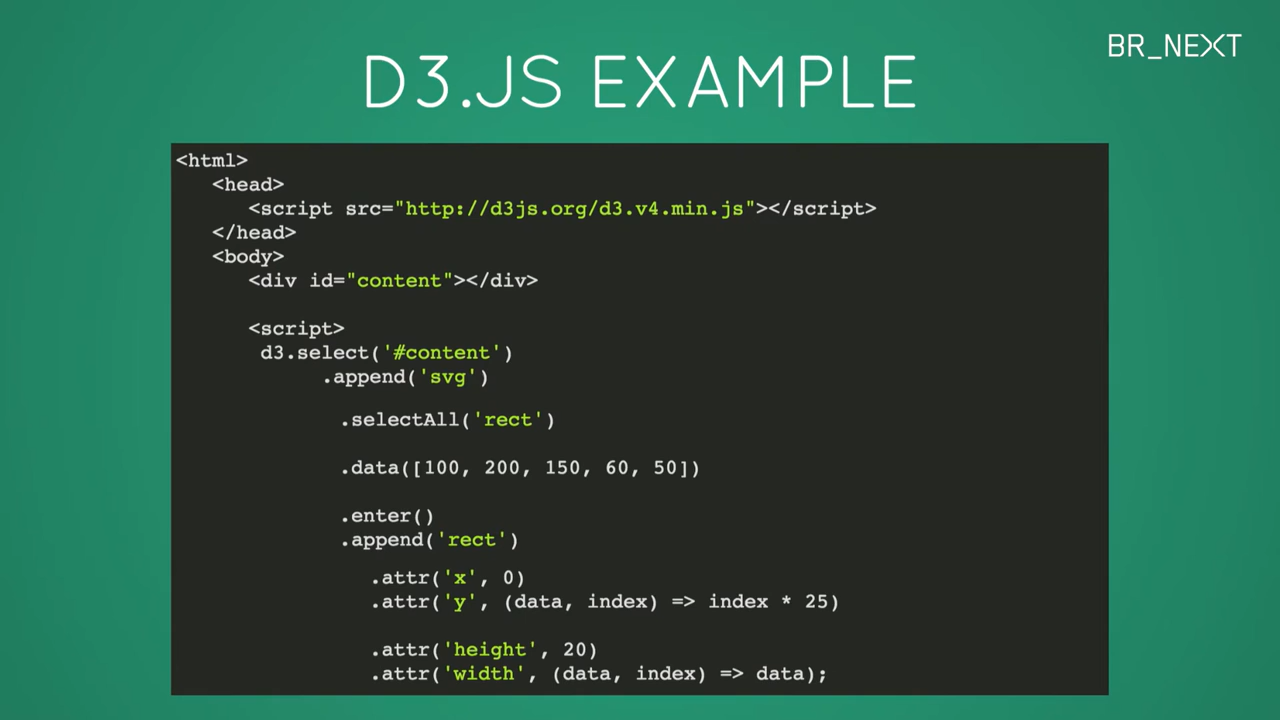 BR_NEXT
D3.JS EXAMPLE
<html>
<head>
<script src="http://d3js.org/d3.v4.min.js"></script>
</head>
<body>
<div id="content"></div>
<script>
d3.select('#content')
.append('svg')
.selectAll('rect')
.data([100, 200, 150, 60, 50])
.enter()
.append('rect')
.attr('x', 0)
.attr('y', (data, index) => index * 25)
.attr('height', 20)
.attr('width', (data, index) => data);